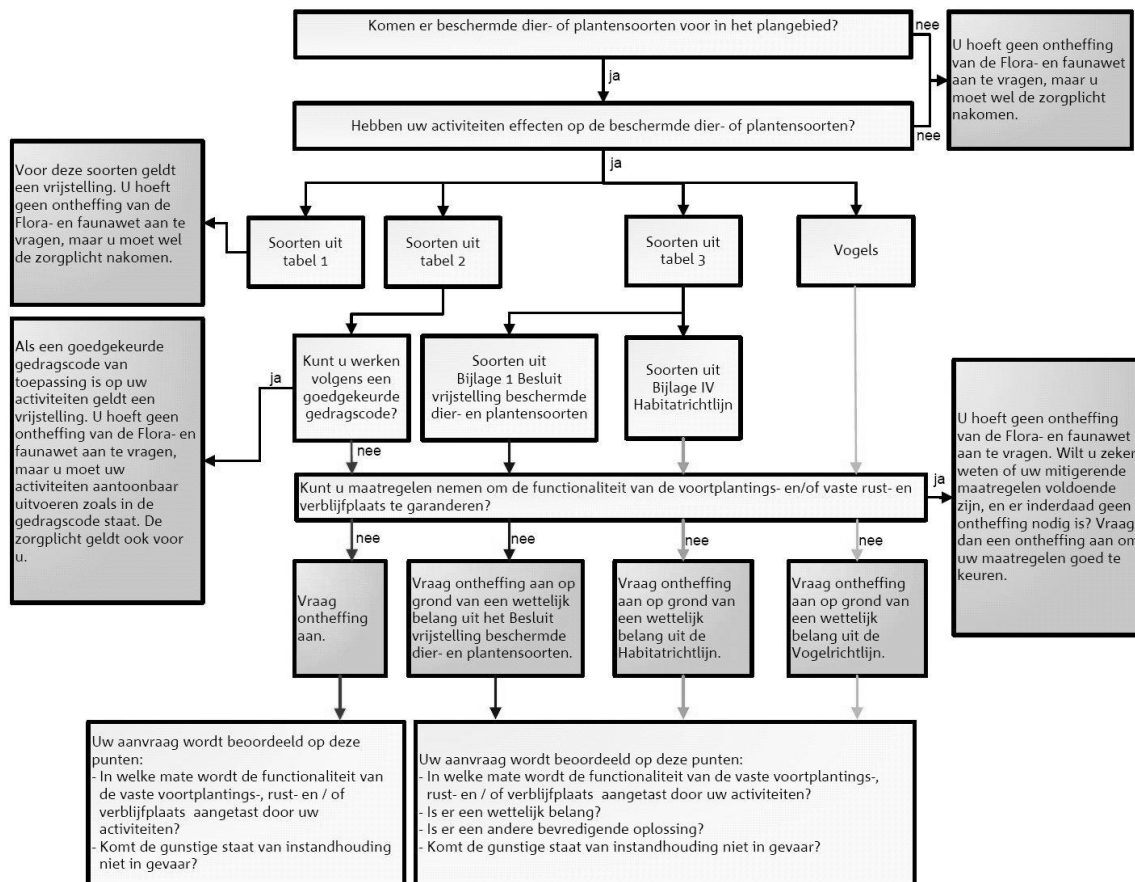 Komen er beschermde dier- of plantensoorten voor in het plangebied?
nee
U hoeft geen ontheffing
van de Flora- en faunawet
aan te vragen, maar u
moet wel de zorgplicht
nakomen.
ja
Hebben uw activiteiten effecten op de beschermde dier- of plantensoorten?
nee
ja
Voor deze soorten geldt
een vrijstelling. U hoeft
geen ontheffing van de
Flora- en faunawet aan te
vragen, maar u moet wel
de zorgplicht nakomen.
Soorten uit
tabel 1
Soorten uit
tabel 2
Soorten uit
tabel 3
Vogels
Als een goedgekeurde
gedragscode van
toepassing is op uw
activiteiten geldt een
vrijstelling. U hoeft geen
ontheffing van de Flora- en
faunawet aan te vragen,
maar u moet uw
activiteiten aantoonbaar
uitvoeren zoals in de
gedragscode staat. De
zorgplicht geldt ook voor
u.
ja
Kunt u werken
volgens een
goedgekeurde
gedragscode?
Soorten uit
Bijlage 1 Besluit
vrijstelling beschermde
dier- en plantensoorten
Soorten uit
Bijlage IV
Habitatrichtlijn
nee
Kunt u maatregelen nemen om de functionaliteit van de voortplantings- en/of vaste rust- en
verblijfplaats te garanderen?
ja
U hoeft geen ontheffing
van de Flora- en faunawet
aan te vragen. Wilt u zeker
weten of uw mitigerende
maatregelen voldoende
zijn, en er inderdaad geen
ontheffing nodig is? Vraag
dan een ontheffing aan om
uw maatregelen goed te
keuren.
nee
nee
nee
nee
Vraag
ontheffing
aan.
Vraag ontheffing aan op
grond van een wettelijk
belang uit het Besluit
vrijstelling beschermde
dier- en plantensoorten.
Vraag ontheffing
aan op grond van
een wettelijk
belang uit de
Habitatrichtlijn.
Vraag ontheffing
aan op grond van
een wettelijk
belang uit de
Vogelrichtlijn.
Uw aanvraag wordt beoordeeld op deze
punten:
- In welke mate wordt de functionaliteit van
de vaste voortplantings-, rust- en / of
verblijfplaats aangetast door uw
activiteiten?
- Komt de gunstige staat van instandhouding
niet in gevaar?
Uw aanvraag wordt beoordeeld op deze punten:
- In welke mate wordt de functionaliteit van de vaste voortplantings-,
rust- en / of verblijfplaats aangetast door uw activiteiten?
- Is er een wettelijk belang?
- Is er een andere bevredigende oplossing?
- Komt de gunstige staat van instandhouding niet in gevaar?